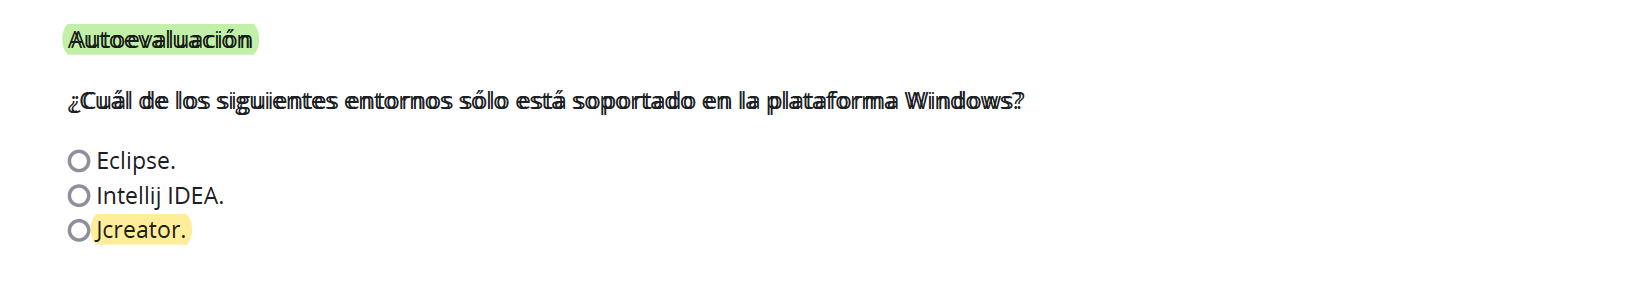 Autoevaluación
¿Cuál de los siguientes entornos sólo está soportado en la plataforma Windows?
Eclipse.
Intellij IDEA.
Jcreator.